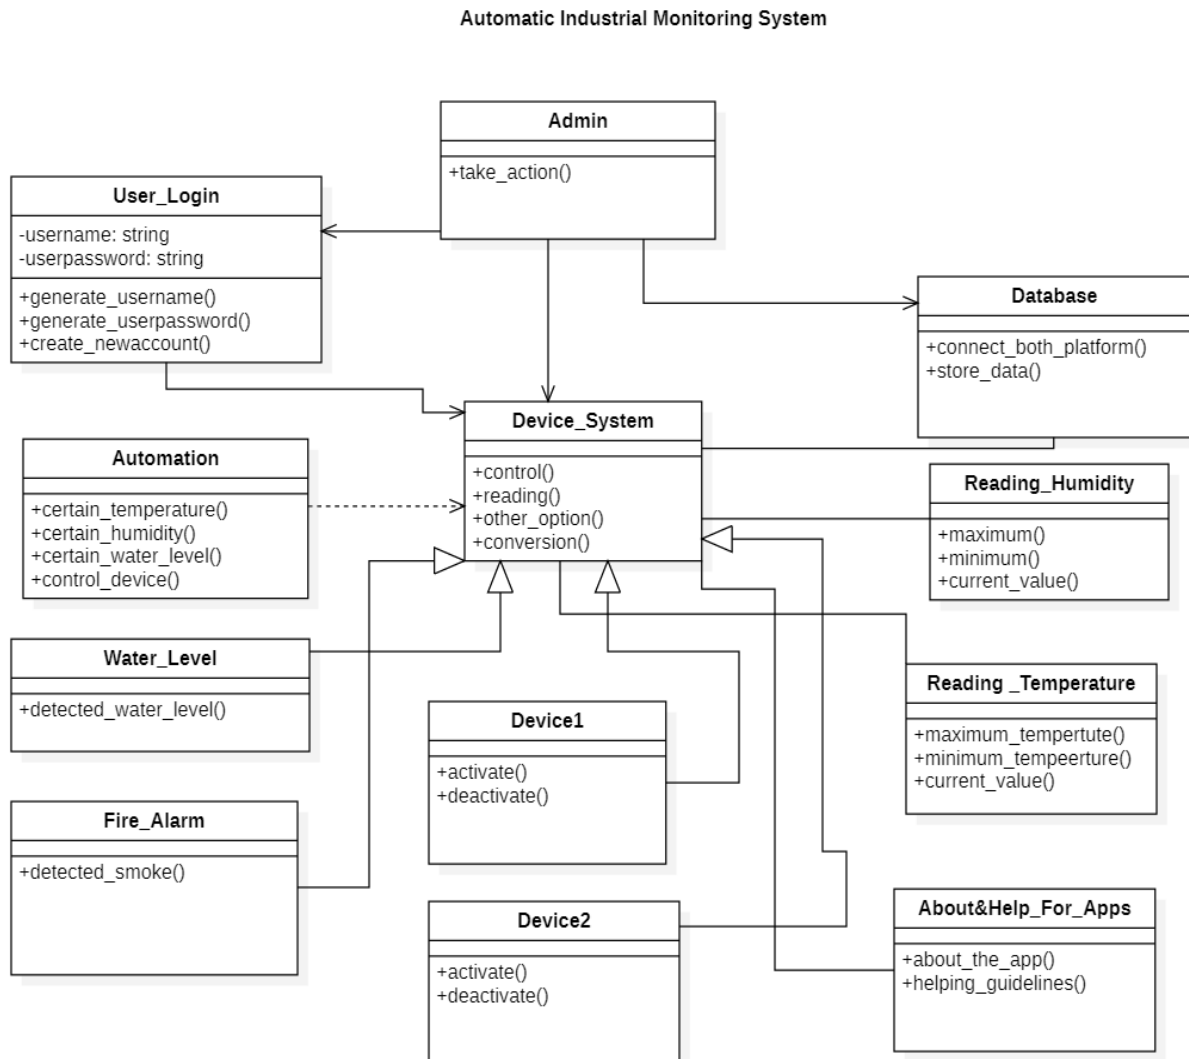 Automatic Industrial Monitoring System
Admin
+take_action()
User_Login
-username: string
-userpassword: string
+generate_username()
+generate_userpassword()
+create_newaccount()
Database
+connect_both_platform()
+store_data()
Device_System
+control()
+reading()
+other_option()
+conversion()
Automation
+certain_temperature()
+certain_humidity()
+certain_water_level()
+control_device()
Reading_Humidity
+maximum()
+minimum()
+current_value()
Water_Level
+detected_water_level()
Reading _Temperature
+maximum_tempertute()
+minimum_tempeerture()
+current_value()
Device1
+activate()
+deactivate()
Fire_Alarm
+detected_smoke()
Device2
+activate()
+deactivate()
About&Help_For_Apps
+about_the_app()
+helping_guidelines()